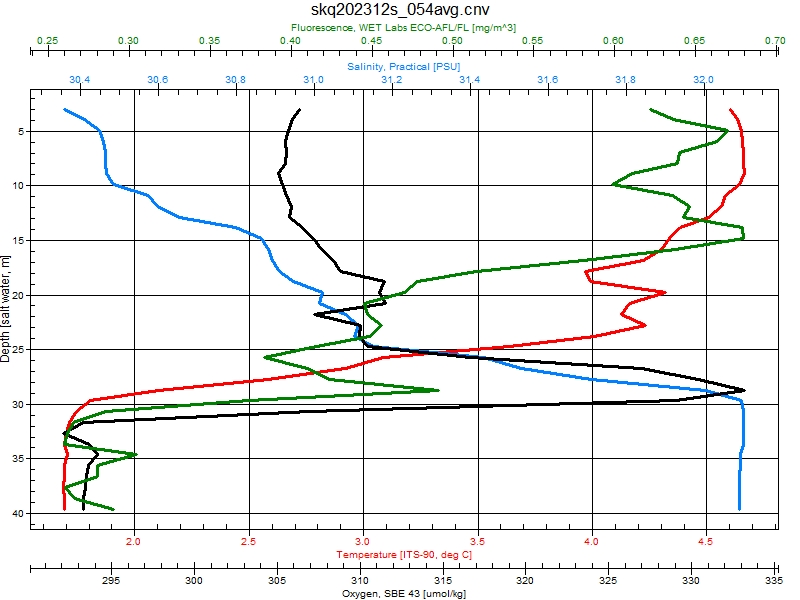 skq202312s_054avg.cnv
Fluorescence, WET Labs ECO-AFL/FL [mg/m^3]
0.25 0.30 0.35 0.40 0.45 0.50 0.55 0.60 0.65 0.70
Salinity, Practical [PSU]
30.4 30.6 30.8 31.0 31.2 31.4 31.6 31.8 32.0
Depth [salt water, m]
5
10
15
20
25
30
35
40
2.0 2.5 3.0 3.5 4.0 4.5
Temperature [ITS-90, deg C]
295 300 305 310 315 320 325 330 335
Oxygen, SBE 43 [umol/kg]